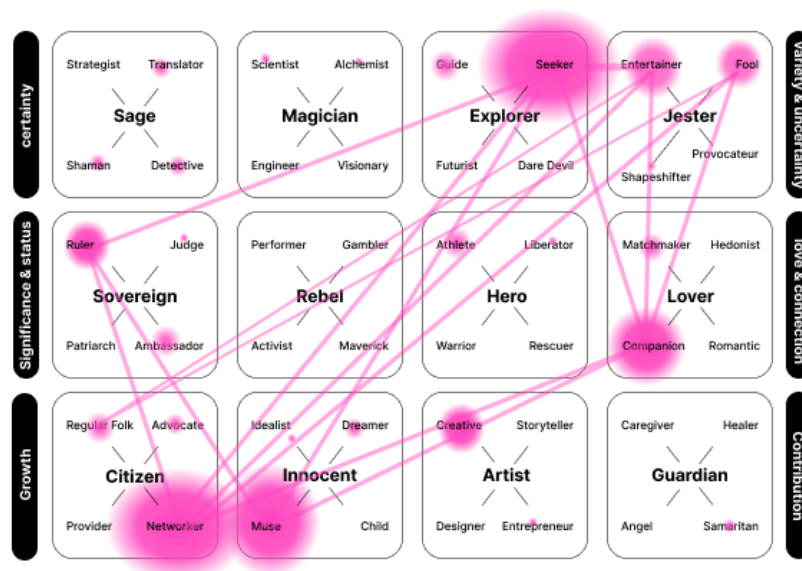 certainty
Strategist Translator
Sage
Shaman Detective
Scientist Alchemist
Magician
Engineer Visionary
Guide Seeker
Explorer
Futurist Dare Devil
Entertainer Fool
Jester
Provocateur
Shapeshifter
Variety & uncertainty
Significance & status
Ruler Judge
Sovereign
Patriarch Ambassador
Performer Gambler
Rebel
Activist Maverick
Athlete Liberator
Hero
Warrior Rescuer
Matchmaker Hedonist
Lover
Companion Romantic
love & connection
Growth
Regular Folk Advocate
Citizen
Provider Networker
Idealist Dreamer
Innocent
Muse Child
Creative Storyteller
Artist
Designer Entrepreneur
Caregiver Healer
Guardian
Angel Samaritan
Contribution